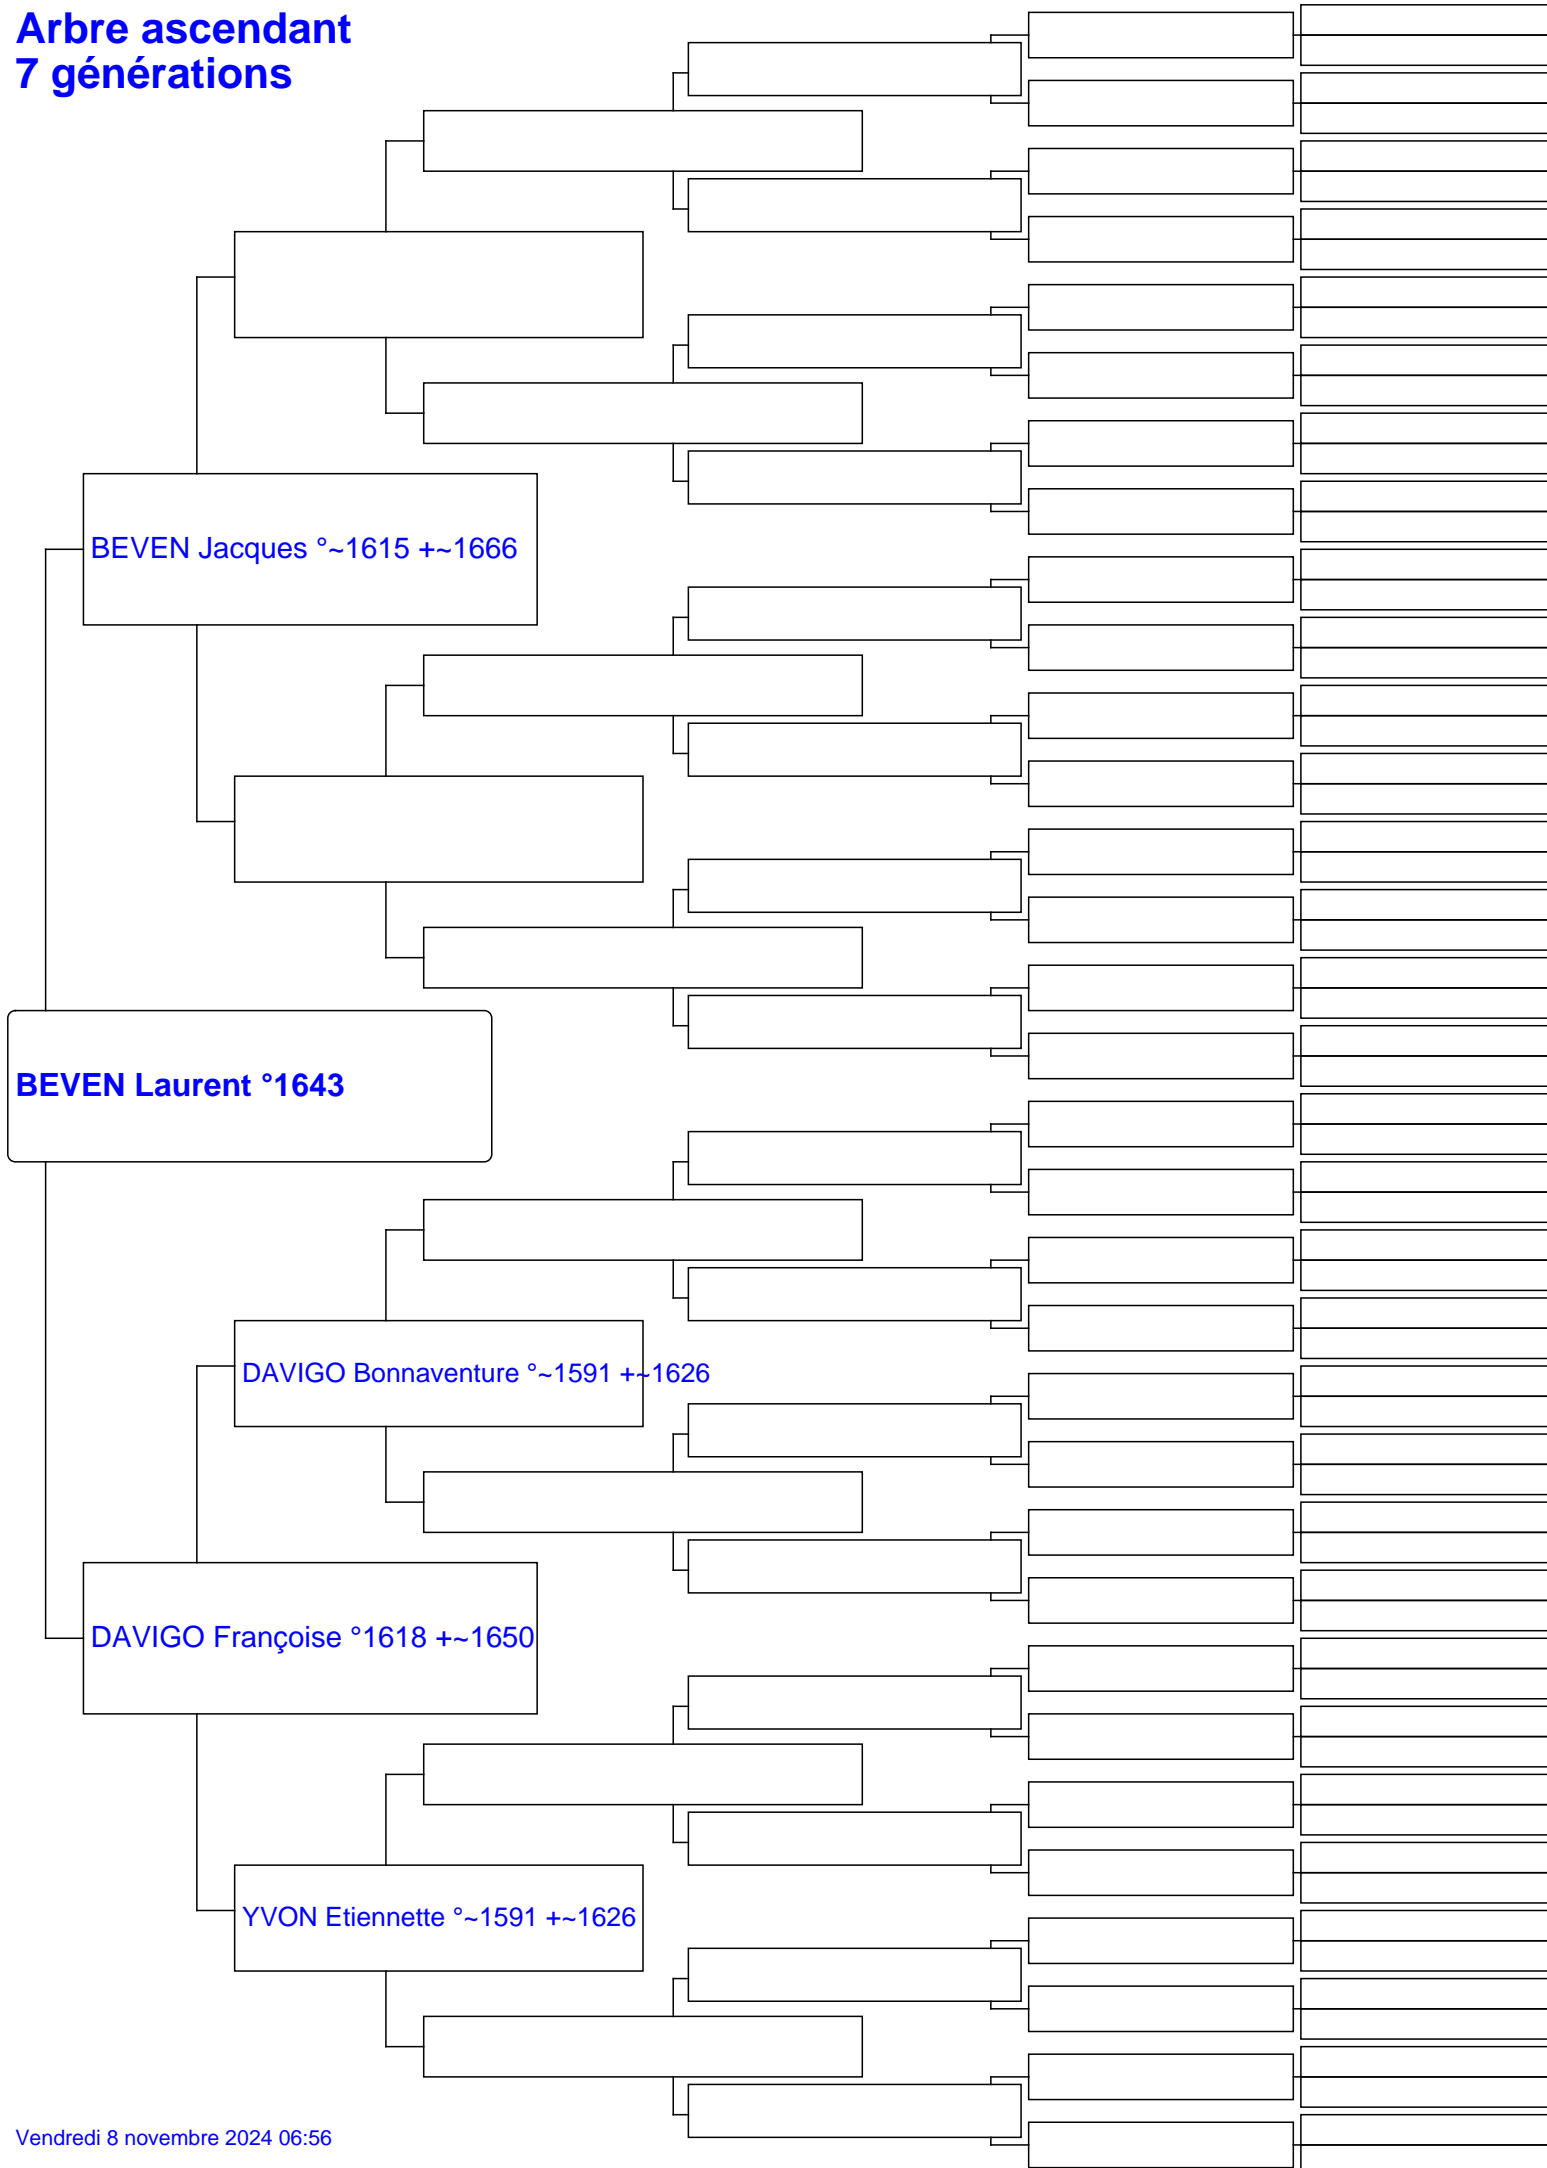 Arbre ascendant
7 générations
BEVEN Jacques °~1615 +~1666
BEVEN Laurent °1643
DAVIGO Bonnaventure °~1591 +~1626
DAVIGO Françoise °1618 +~1650
YVON Etiennette °~1591 +~1626
Vendredi 8 novembre 2024 06:56